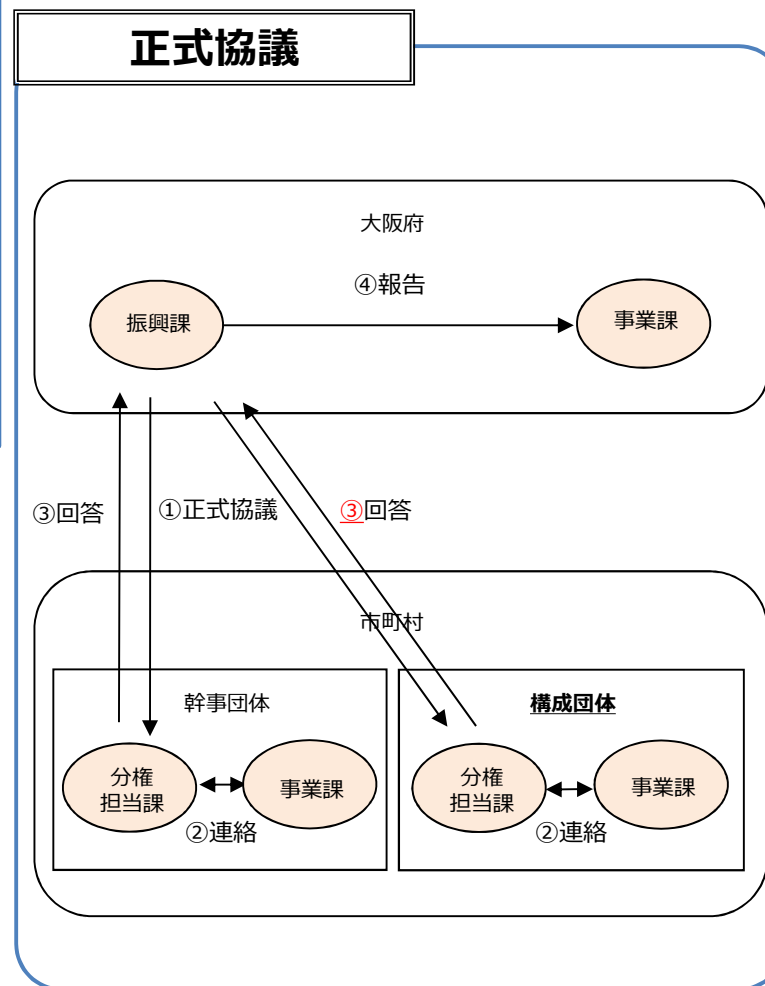 正式協議
大阪府
④報告
振興課
事業課
③回答
①正式協議
③回答
市町村
幹事団体
構成団体
分権
担当課
事業課
②連絡
分権
担当課
事業課
②連絡